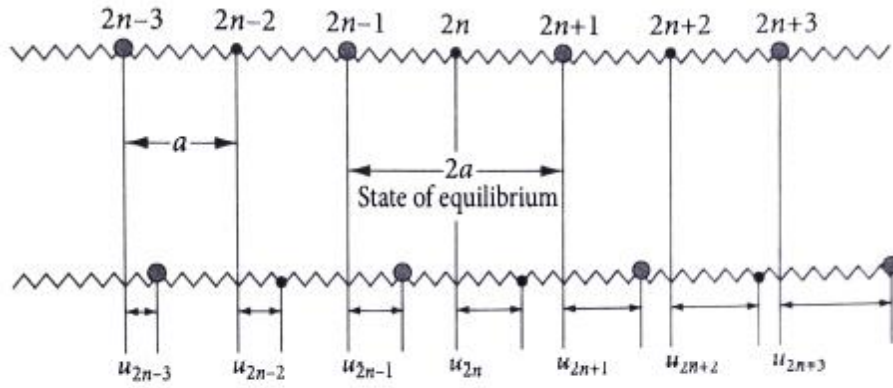 2n–3 2n–2 2n–1 2n 2n+1 2n+2 2n+3
a
2a
State of equilibrium
u2n–3 u2n–2 u2n–1 u2n u2n+1 u2n+2 u2n+3